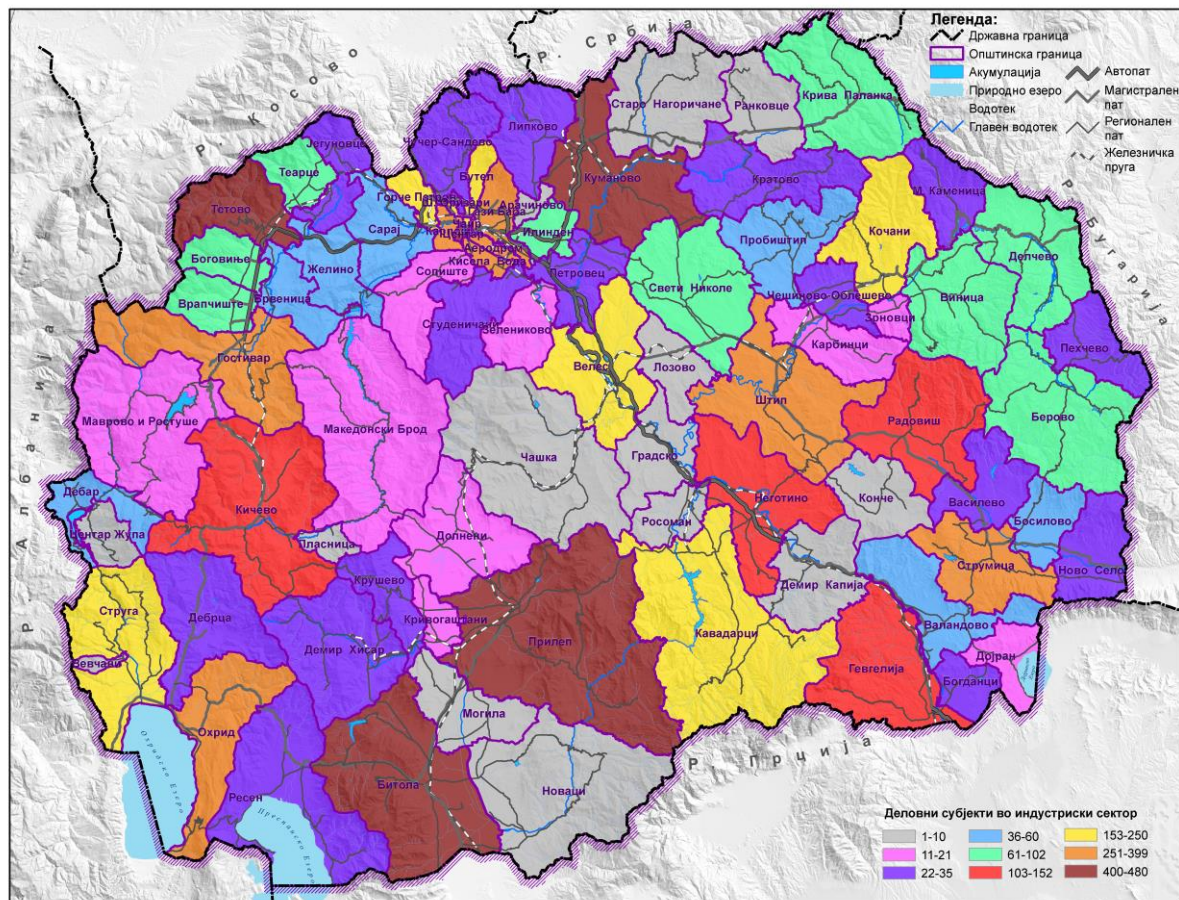 Легенда:
Државна граница
Општинска граница
Акумулација
Природно езеро
Водотек
Главен водотек
Автопат
Магистрален
пат
Регионален
пат
Железничка
пруга
Р. Србија
Р. Косово
Р. Бугарија
Р. Албанија
Р. Грција
Старо Нагоричане
Ранковце
Крива Паланка
Липково
Чучер-Сандево
Јегуновце
Теарце
Бутел
Куманово
Кратово
М. Каменица
Тетово
Арачиново
Сарај
Илинден
Пробиштип
Кочани
Делчево
Боговиње
Желино
Аеродром
Кисела Вода
Сопиште
Петровец
Врапчиште
Брвеница
Свети Николе
Виница
Чешиново-Облешево
Зрновци
Студеничани
Зелениково
Карбинци
Пехчево
Гостивар
Велес
Лозово
Штип
Маврово и Ростуше
Македонски Брод
Радовиш
Берово
Чашка
Градско
Дебар
Кичево
Неготино
Конче
Василево
Босилово
Центар Жупа
Пласница
Долнени
Росоман
Струмица
Ново Село
Крушево
Демир Капија
Струга
Дебрца
Кривогаштани
Валандово
Демир Хисар
Прилеп
Кавадарци
Дојран
Вевчани
Гевгелија
Богданци
Могила
Охрид
Битола
Новаци
Ресен
Охридско Езеро
Преспанско Езеро
Деловни субјекти во индустриски сектор
1-10
36-60
153-250
11-21
61-102
251-399
22-35
103-152
400-480